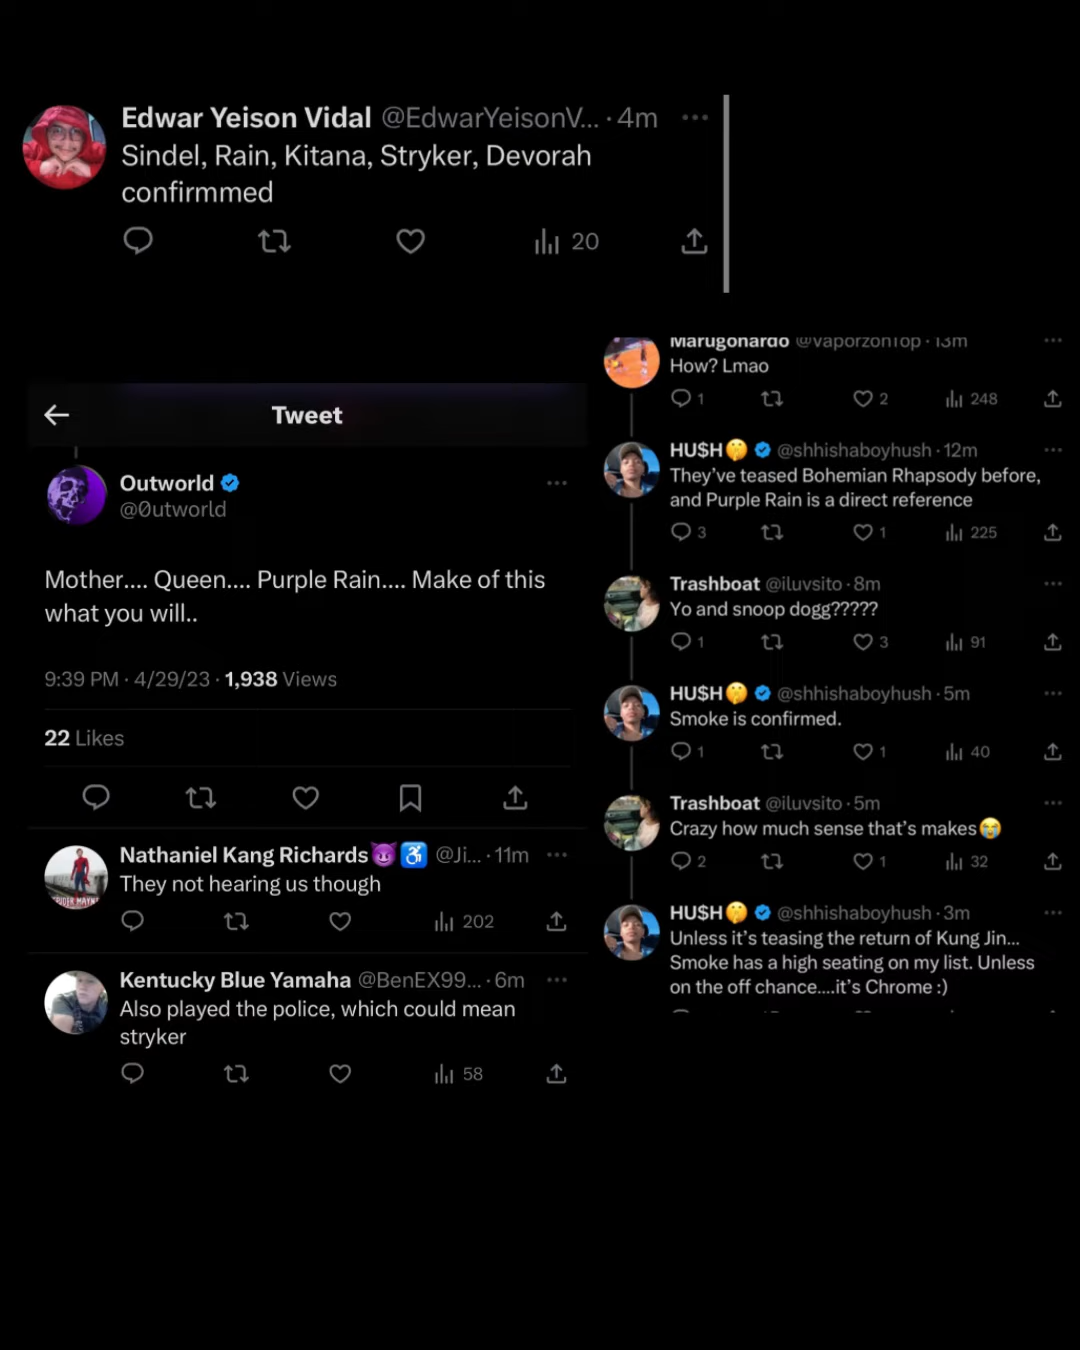 Edwar Yeison Vidal @EdwarYeisonV... · 4m
Sindel, Rain, Kitana, Stryker, Devorah
confirmmed
20
Tweet
Outworld
@0utworld
Mother.... Queen.... Purple Rain.... Make of this
what you will..
9:39 PM · 4/29/23 · 1,938 Views
22 Likes
Nathaniel Kang Richards😈♿ @Ji... · 11m
They not hearing us though
202
SPIDER MAYN
Kentucky Blue Yamaha @BenEX99... · 6m
Also played the police, which could mean
stryker
58
Marugonardo @VaporzonTop · 13m
How? Lmao
1 2 248
HU$H🤫 @shhishaboyhush · 12m
They've teased Bohemian Rhapsody before,
and Purple Rain is a direct reference
3 1 225
Trashboat @iluvsito · 8m
Yo and snoop dogg?????
1 3 91
HU$H🤫 @shhishaboyhush · 5m
Smoke is confirmed.
1 1 40
Trashboat @iluvsito · 5m
Crazy how much sense that's makes😭
2 1 32
HU$H🤫 @shhishaboyhush · 3m
Unless it's teasing the return of Kung Jin...
Smoke has a high seating on my list. Unless
on the off chance....it's Chrome :)